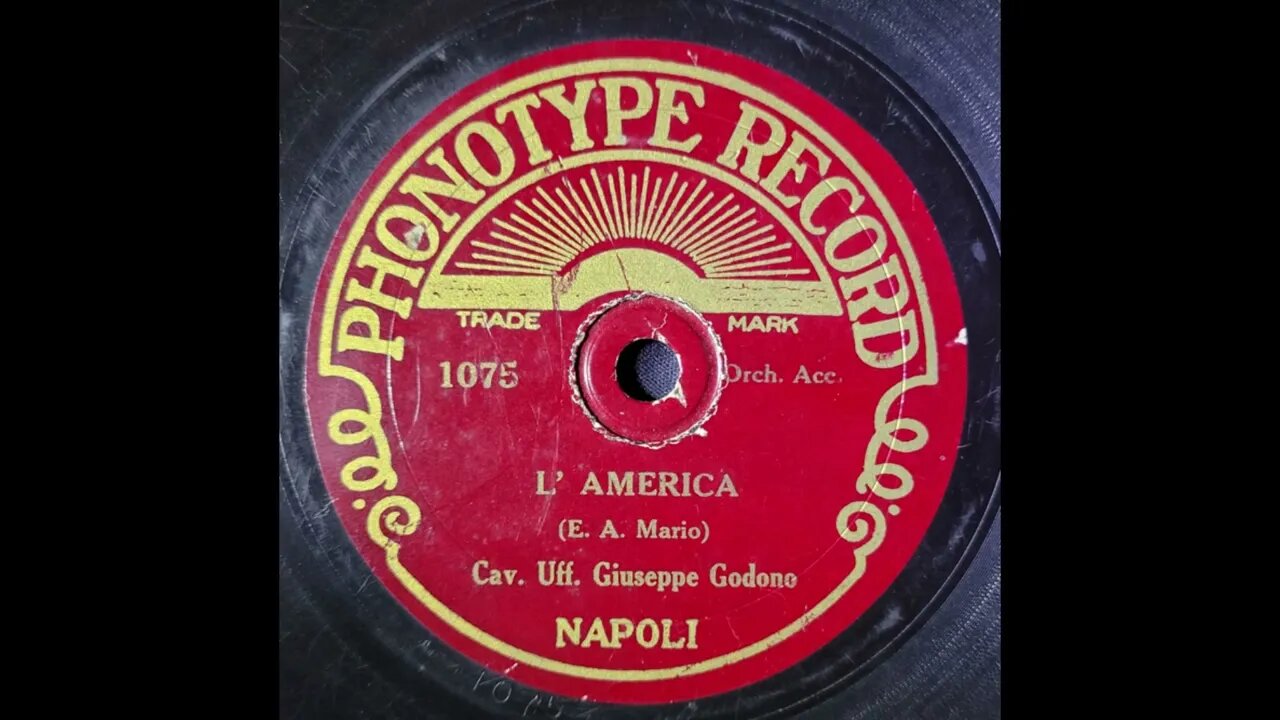 PHONOTYPE RECORD
TRADE MARK
1075 Orch. Acc.
L' AMERICA
(E. A. Mario)
Cav. Uff. Giuseppe Godono
NAPOLI